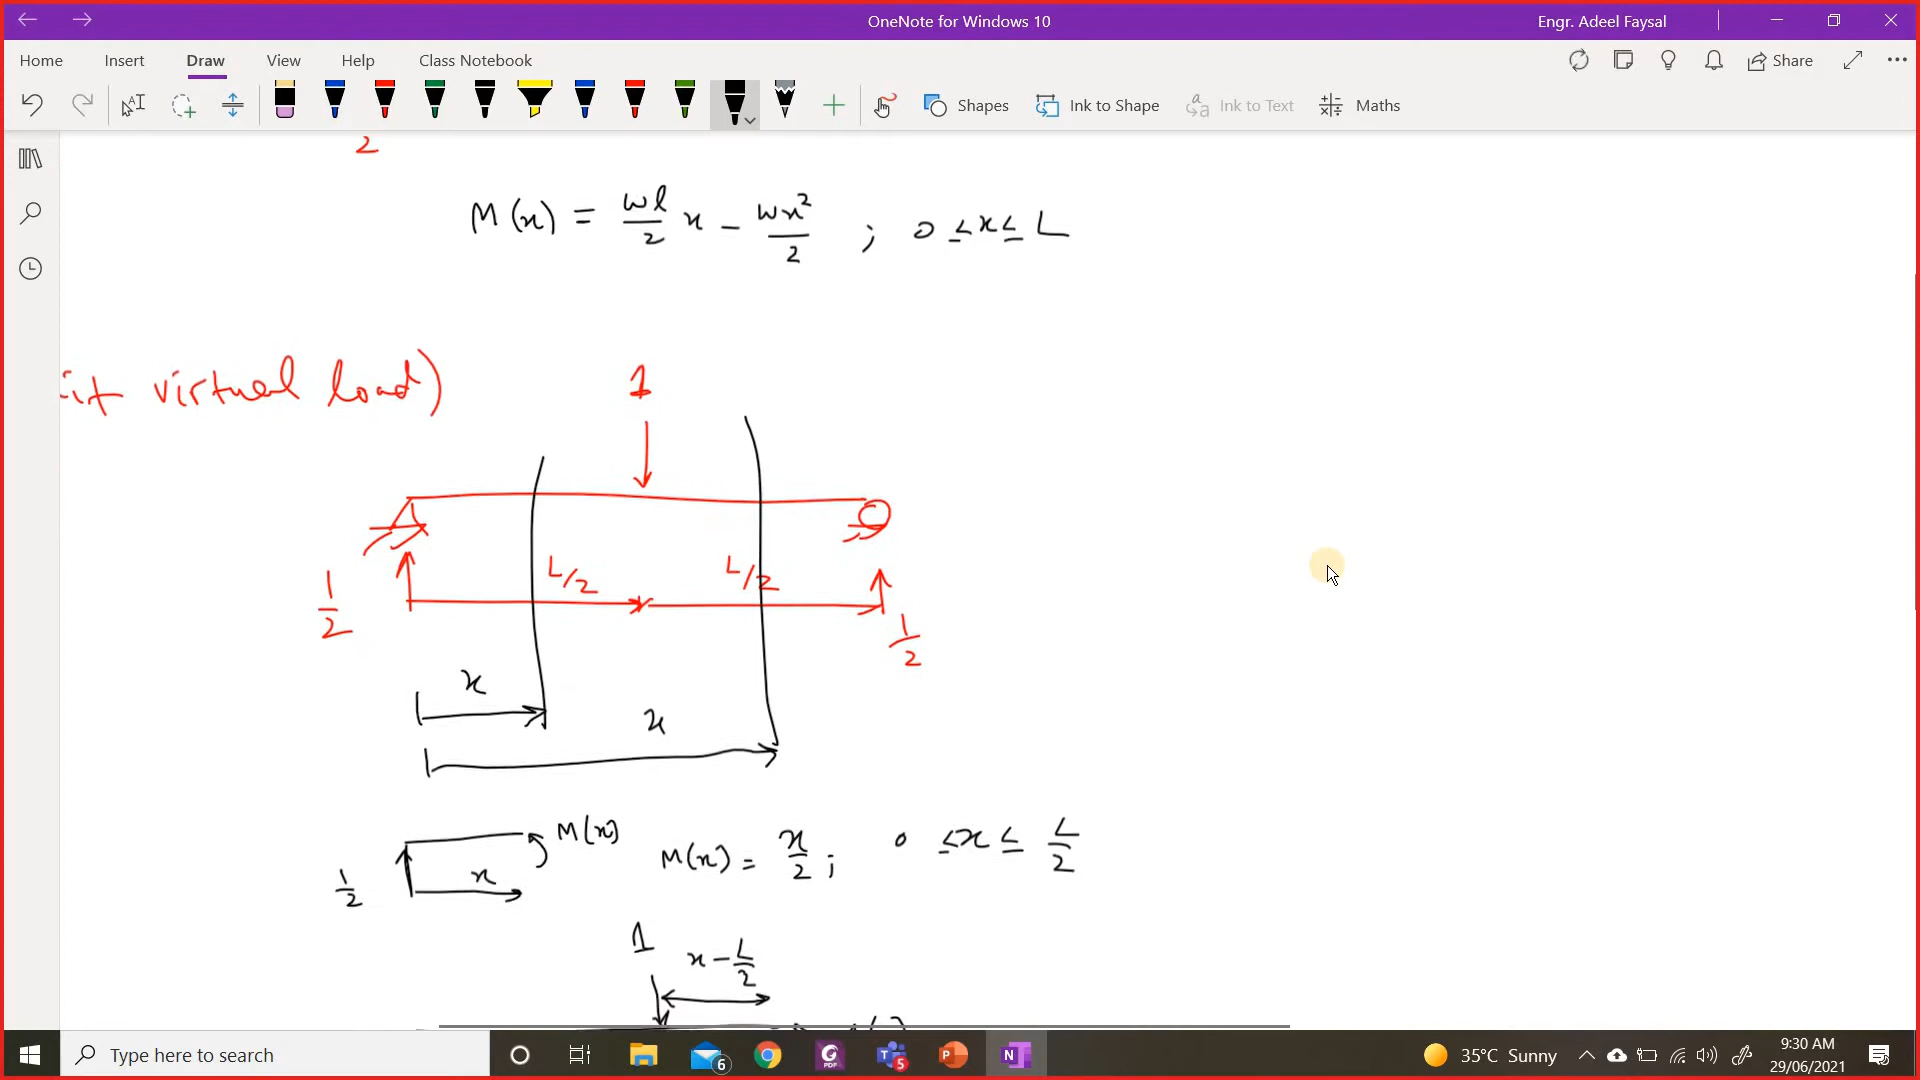 OneNote for Windows 10
Engr. Adeel Faysal
Home Insert Draw View Help Class Notebook
Share
Shapes Ink to Shape Ink to Text Maths
2
M(x) = wl/2 x - wx²/2 ; 0 ≤ x ≤ L
it virtual load)
1
L/2 L/2
1/2
1/2
x
x
M(x)
1/2 x
M(x) = x/2 ; 0 ≤ x ≤ L/2
1
x - L/2
Type here to search
6
PDF
5
P
N
35°C Sunny
9:30 AM
29/06/2021